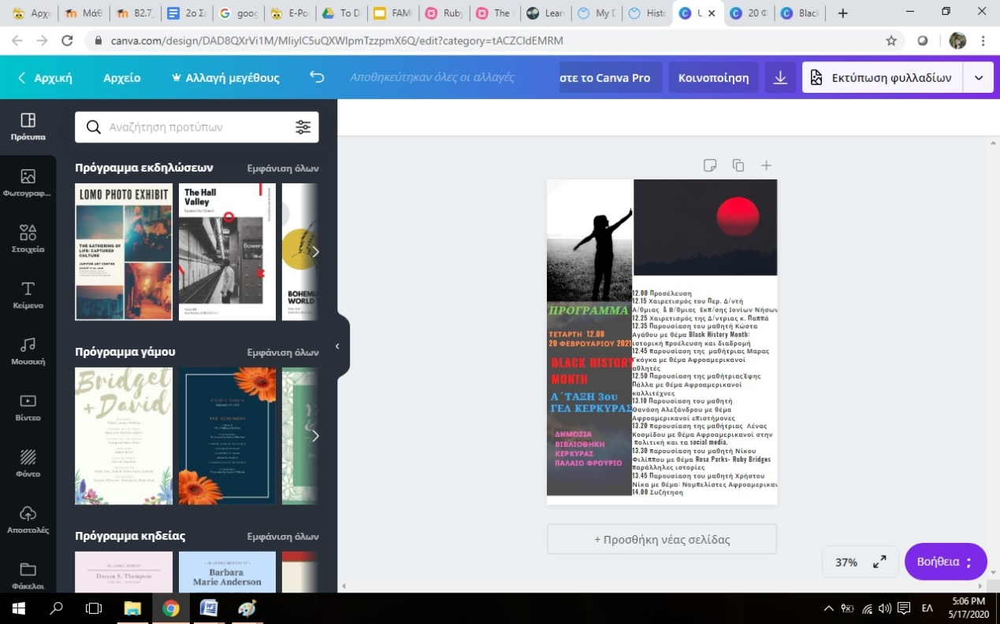 Αρχι
Μάθ
B2.7_
2ο Σ
goog
E-Po
To D
FAM
Ruby
The
Lear
My D
Histo
20 Φ
Black
canva.com/design/DAD8QXrVi1M/MIiyIC5uQXWlpmTzzpmX6Q/edit?category=tACZCldEMRM
Αρχική
Αρχείο
Αλλαγή μεγέθους
Αποθηκεύτηκαν όλες οι αλλαγές
στε το Canva Pro
Κοινοποίηση
Εκτύπωση φυλλαδίων
Πρότυπα
Φωτογραφ...
Στοιχεία
Κείμενο
Μουσική
Βίντεο
Φόντο
Αποστολές
Φάκελοι
Αναζήτηση προτύπων
Πρόγραμμα εκδηλώσεων
Εμφάνιση όλων
LOMO PHOTO EXHIBIT
THE GATHERING OF
LIFE: CAPTURED
CULTURE
JUPITER ART CENTER
The Hall
Valley
Bowery
BOHEMI
WORLD T
Πρόγραμμα γάμου
Εμφάνιση όλων
Bridget
+ David
THE CEREMONY
Πρόγραμμα κηδείας
Εμφάνιση όλων
Doreen S. Thompson
Barbara
Marie Anderson
ΠΡΟΓΡΑΜΜΑ
ΤΕΤΑΡΤΗ 12.00
20 ΦΕΒΡΟΥΑΡΙΟΥ 2021
BLACK HISTORY
MONTH
Α΄ΤΑΞΗ 3ου
ΓΕΛ ΚΕΡΚΥΡΑΣ
ΔΗΜΟΣΙΑ
ΒΙΒΛΙΟΘΗΚΗ
ΚΕΡΚΥΡΑΣ
ΠΑΛΑΙΟ ΦΡΟΥΡΙΟ
12.00 Προσέλευση
12.15 Χαιρετισμός του Περ. Δ/ντή
Α/θμιας & Β/θμιας Εκπ/σης Ιονίων Νήσων
12.25 Χαιρετισμός της Δ/ντριας κ. Παππά
12.35 Παρουσίαση του μαθητή Κώστα
Αγάθου με θέμα Black History Month:
ιστορική προέλευση και διαδρομή
12.45 παρουσίαση της μαθήτριας Μαρας
Γκόγκα με θέμα Αφροαμερικανοί
αθλητές
12.50 Παρουσίαση της μαθήτριαςΈφης
Πάλλα με θέμα Αφροαμερικανοί
καλλιτέχνες
13.10 Παρουσίαση του μαθητή
Θανάση Αλεξάνδρου με θέμα
Αφροαμερικανοί επιστήμονες
13.20 παρουσίαση της μαθήτριας Λένας
Κοσμίδου με θέμα Αφροαμερικανοί στην
πολιτική και τα social media.
13.30 παρουσίαση του μαθητή Νίκου
Φιλίππου με θέμα Rosa Parks- Ruby Bridges
παράλληλες ιστορίες
13.45 Παρουσίαση του μαθητή Χρήστου
Νίκα με θέμα: Νομπελίστες Αφροαμερικαν
14.00 Συζήτηση
+ Προσθήκη νέας σελίδας
37%
Βοήθεια
ΕΛ
5:06 PM
5/17/2020